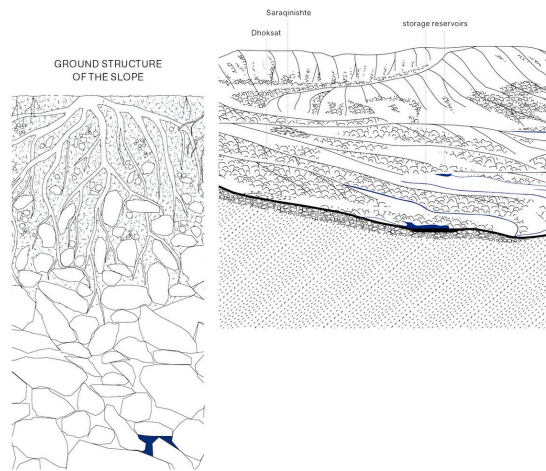 GROUND STRUCTURE
OF THE SLOPE
Saraqinishte
Dhoksat
storage reservoirs